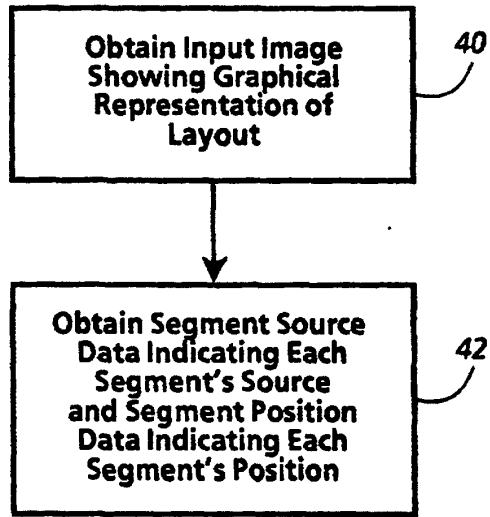 Obtain Input Image
Showing Graphical
Representation of
Layout
40
Obtain Segment Source
Data Indicating Each
Segment's Source
and Segment Position
Data Indicating Each
Segment's Position
42